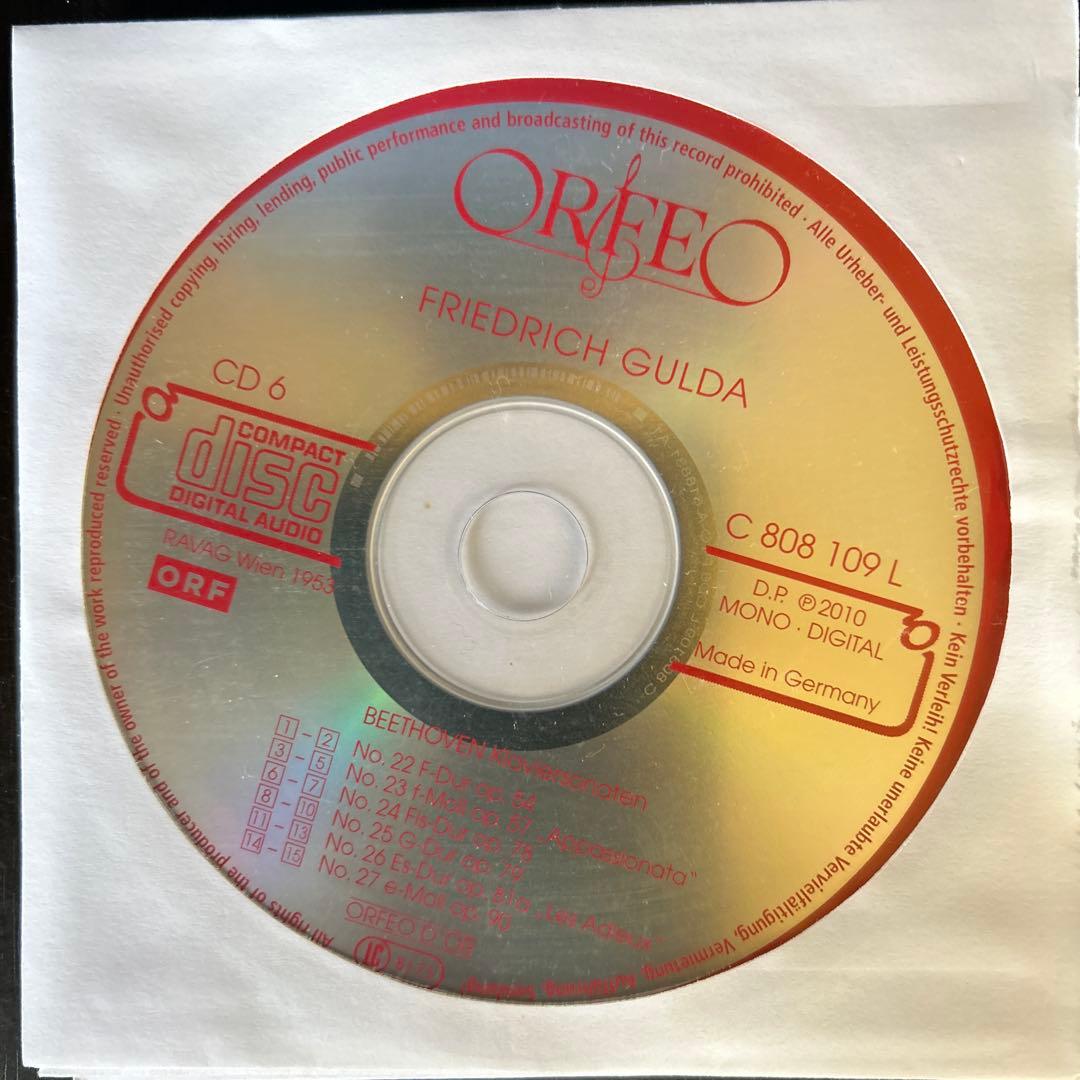 Unauthorised copying, hiring, lending, public performance and broadcasting of this record prohibited · Alle Urheber- und Leistungsschutzrechte vorbehalten · Kein Verleih! Keine unerlaubte Vervielfältigung, Vermietung, Aufführung, Sendung!
All rights of the producer and of the owner of the work reproduced reserved ·
ORFEO
FRIEDRICH GULDA
CD 6
COMPACT
disc
DIGITAL AUDIO
RAVAG Wien 1953
ORF
C 808 109 L
D.P. ℗ 2010
MONO · DIGITAL
Made in Germany
BEETHOVEN Klaviersonaten
1 – 2 No. 22 F-Dur op. 54
3 – 5 No. 23 f-Moll op. 57 „Appassionata“
6 – 7 No. 24 Fis-Dur op. 78
8 – 10 No. 25 G-Dur op. 79
11 – 13 No. 26 Es-Dur op. 81a „Les Adieux“
14 – 15 No. 27 e-Moll op. 90
ORFEO D'OR